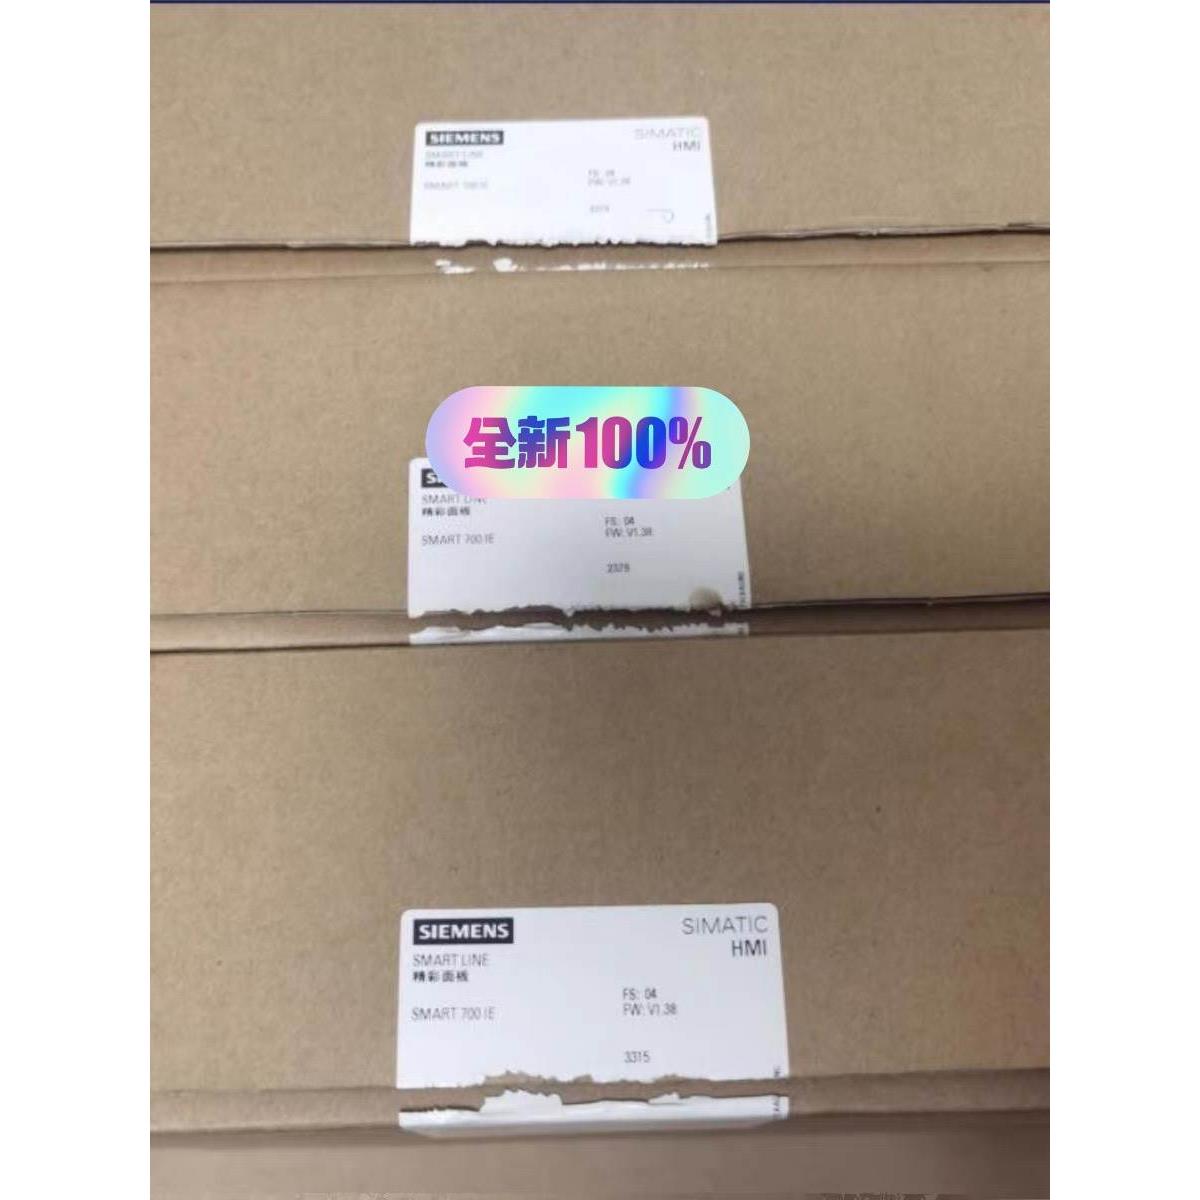 SIEMENS
SIMATIC
HMI
SMART LINE
精彩面板
SMART 700 IE
FS: 04
FW: V1.38
全新100%
SMART LINE
精彩面板
SMART 700 IE
FS: 04
FW: V1.38
SIEMENS
SIMATIC
HMI
SMART LINE
精彩面板
SMART 700 IE
FS: 04
FW: V1.38
3315